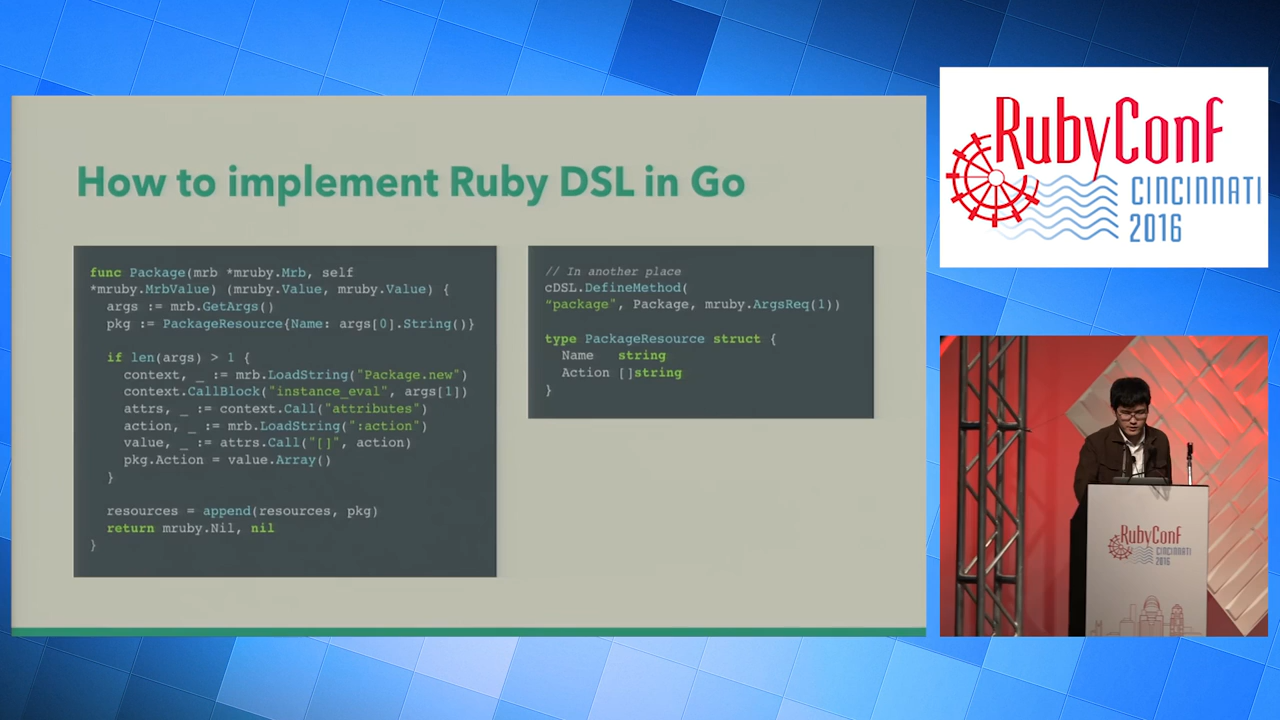 How to implement Ruby DSL in Go
func Package(mrb *mruby.Mrb, self
*mruby.MrbValue) (mruby.Value, mruby.Value) {
args := mrb.GetArgs()
pkg := PackageResource{Name: args[0].String()}
if len(args) > 1 {
context, _ := mrb.LoadString("Package.new")
context.CallBlock("instance_eval", args[1])
attrs, _ := context.Call("attributes")
action, _ := mrb.LoadString(":action")
value, _ := attrs.Call("[]", action)
pkg.Action = value.Array()
}
resources = append(resources, pkg)
return mruby.Nil, nil
}
// In another place
cDSL.DefineMethod(
“package", Package, mruby.ArgsReq(1))
type PackageResource struct {
Name string
Action []string
}
RubyConf
CINCINNATI
2016
RubyConf
CINCINNATI
2016